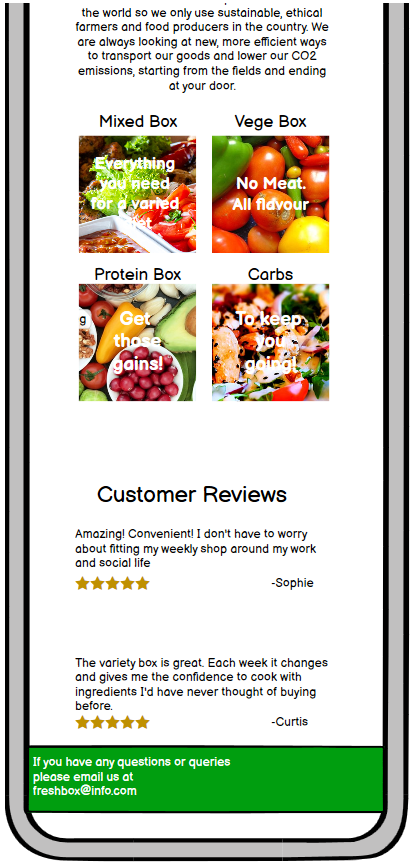 the world so we only use sustainable, ethical
farmers and food producers in the country. We
are always looking at new, more efficient ways
to transport our goods and lower our CO2
emissions, starting from the fields and ending
at your door.
Mixed Box
Vege Box
Everything
you need
for a varied
No Meat.
All flavour
Protein Box
Carbs
Get
those
gains!
To keep
you
going!
Customer Reviews
Amazing! Convenient! I don't have to worry
about fitting my weekly shop around my work
and social life
-Sophie
The variety box is great. Each week it changes
and gives me the confidence to cook with
ingredients I'd have never thought of buying
before.
-Curtis
If you have any questions or queries
please email us at
freshbox@info.com